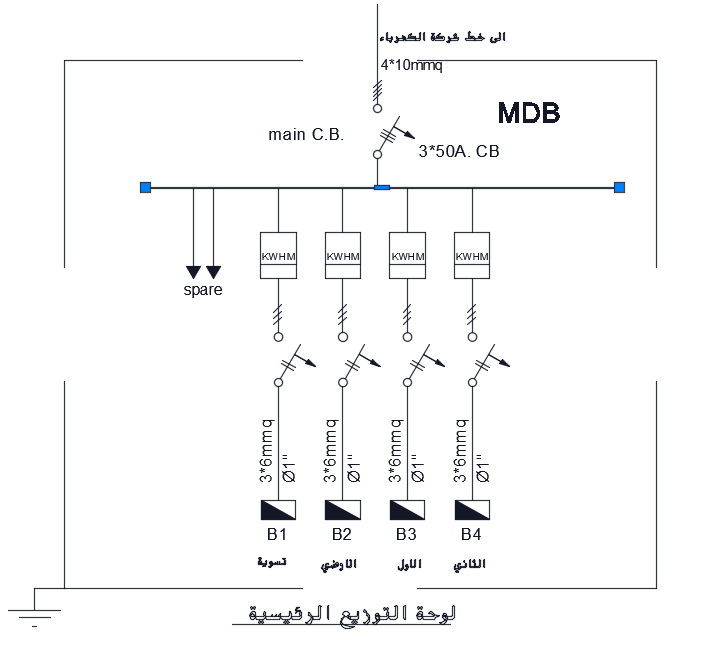 الى خط شركة الكهرباء
4*10mmq
MDB
main C.B.
3*50A. CB
KWHM KWHM KWHM KWHM
spare
3*6mmq Ø1" 3*6mmq Ø1" 3*6mmq Ø1" 3*6mmq Ø1"
B1 B2 B3 B4
تسوية الارضي الاول الثاني
لوحة التوزيع الرئيسية